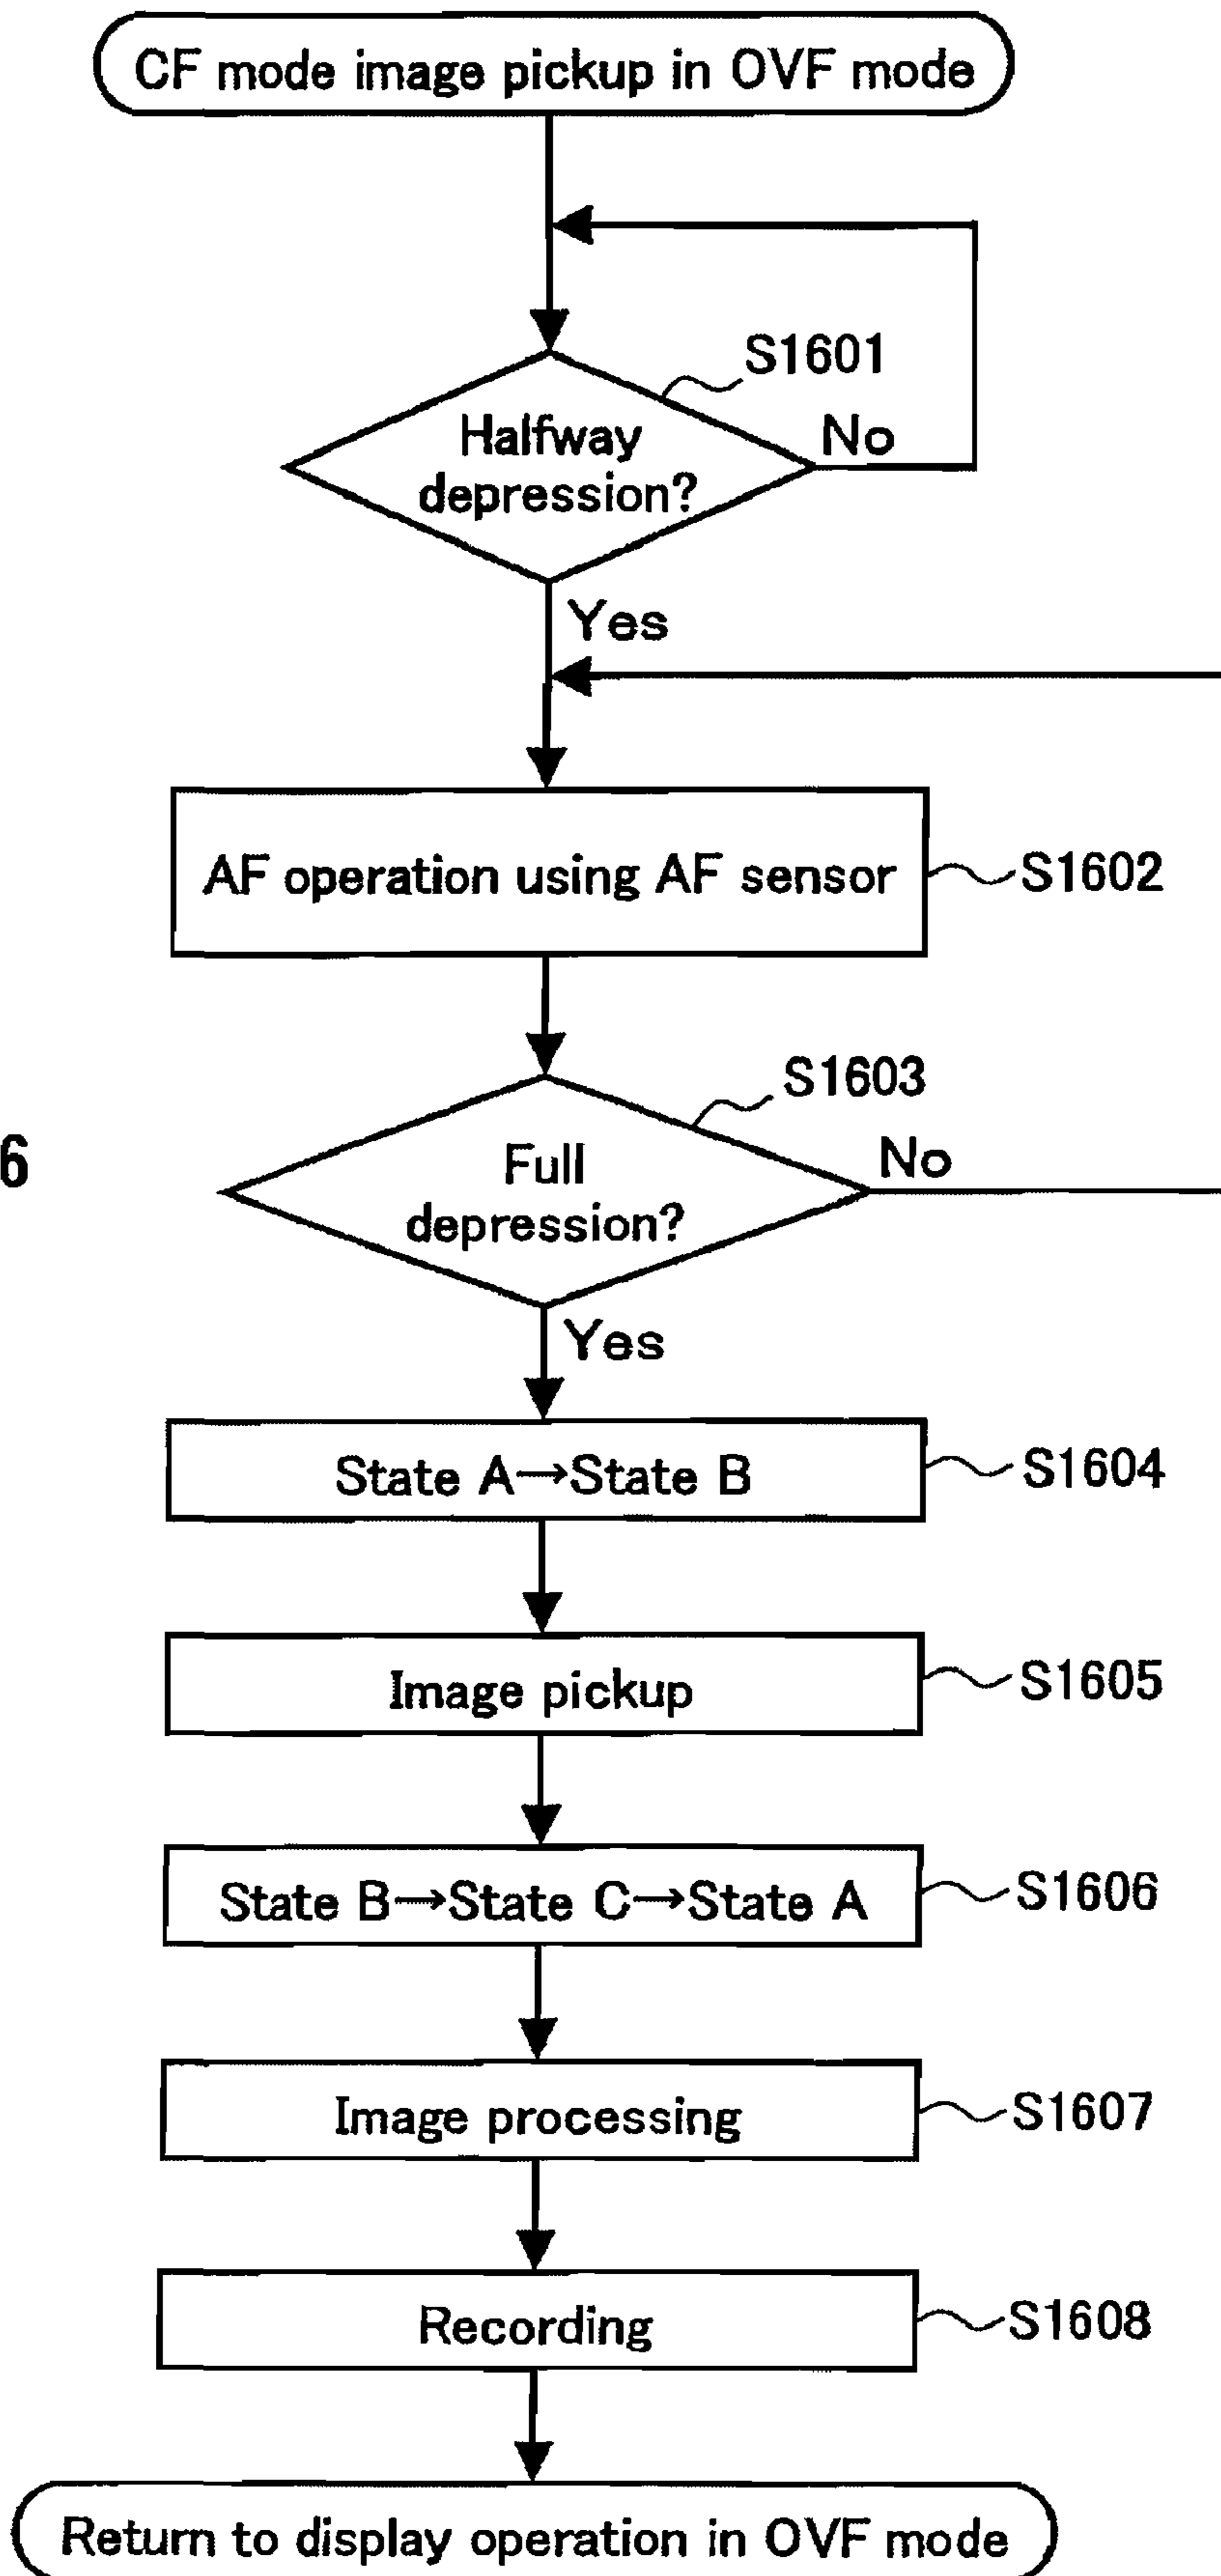 CF mode image pickup in OVF mode
S1601
Halfway
depression?
No
Yes
AF operation using AF sensor
S1602
S1603
6
Full
depression?
No
Yes
State A→State B
S1604
Image pickup
S1605
State B→State C→State A
S1606
Image processing
S1607
Recording
S1608
Return to display operation in OVF mode